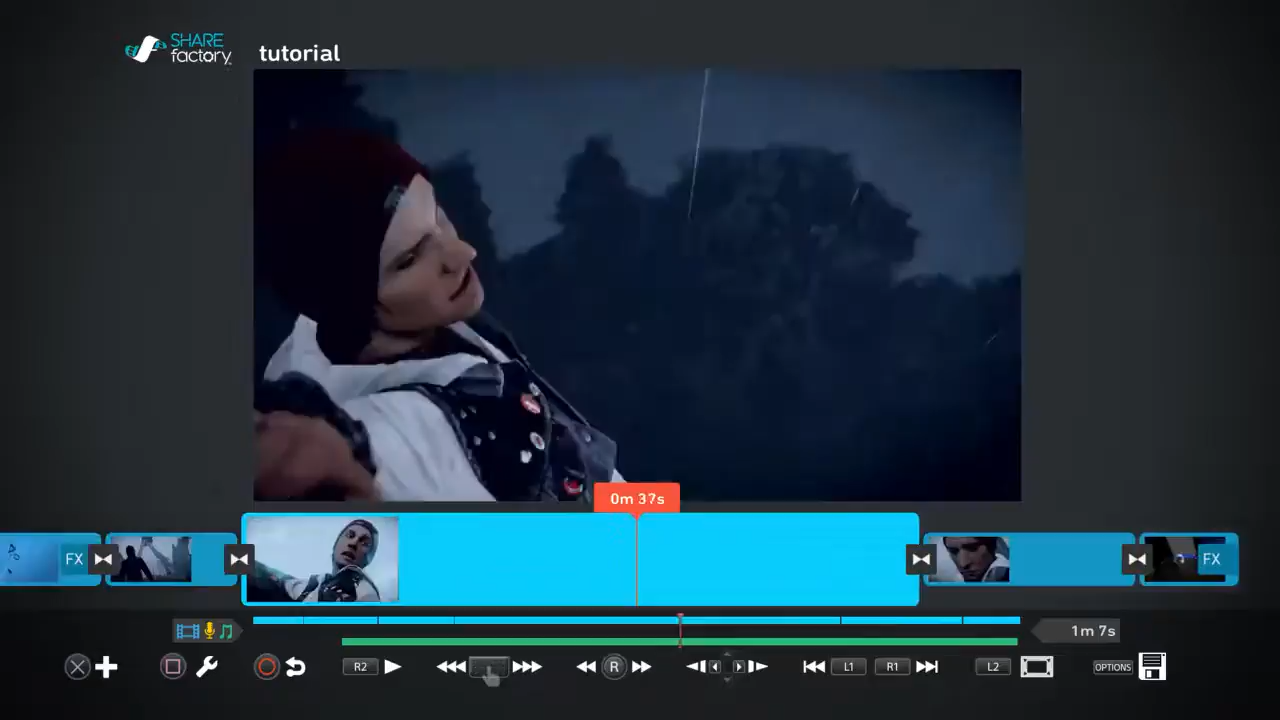 SHARE
factory
tutorial
0m 37s
FX
FX
1m 7s
R2
R
L1
R1
L2
OPTIONS